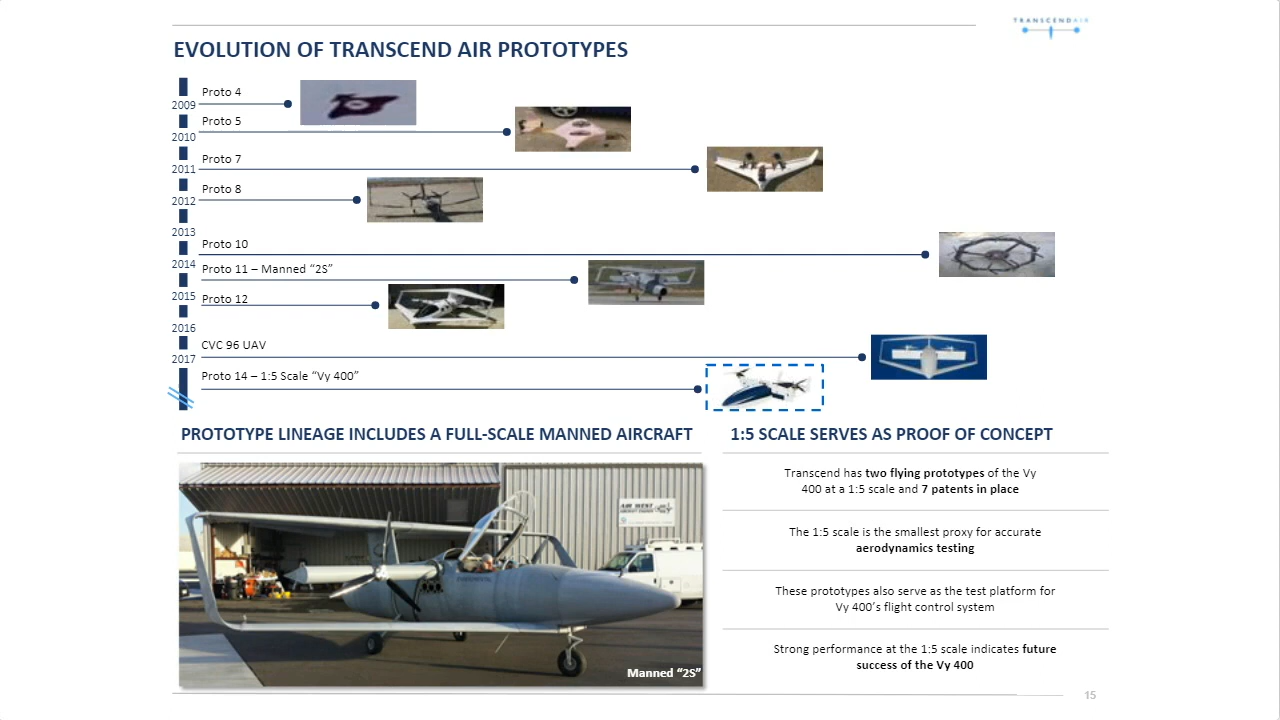 TRANSCENDAIR
EVOLUTION OF TRANSCEND AIR PROTOTYPES
Proto 4
2009
Proto 5
2010
Proto 7
2011
Proto 8
2012
2013
Proto 10
2014
Proto 11 – Manned “2S”
2015
Proto 12
2016
CVC 96 UAV
2017
Proto 14 – 1:5 Scale “Vy 400”
PROTOTYPE LINEAGE INCLUDES A FULL-SCALE MANNED AIRCRAFT
AIR WEST
AIRCRAFT ENGINES
Manned “2S”
1:5 SCALE SERVES AS PROOF OF CONCEPT
Transcend has two flying prototypes of the Vy
400 at a 1:5 scale and 7 patents in place
The 1:5 scale is the smallest proxy for accurate
aerodynamics testing
These prototypes also serve as the test platform for
Vy 400’s flight control system
Strong performance at the 1:5 scale indicates future
success of the Vy 400
15